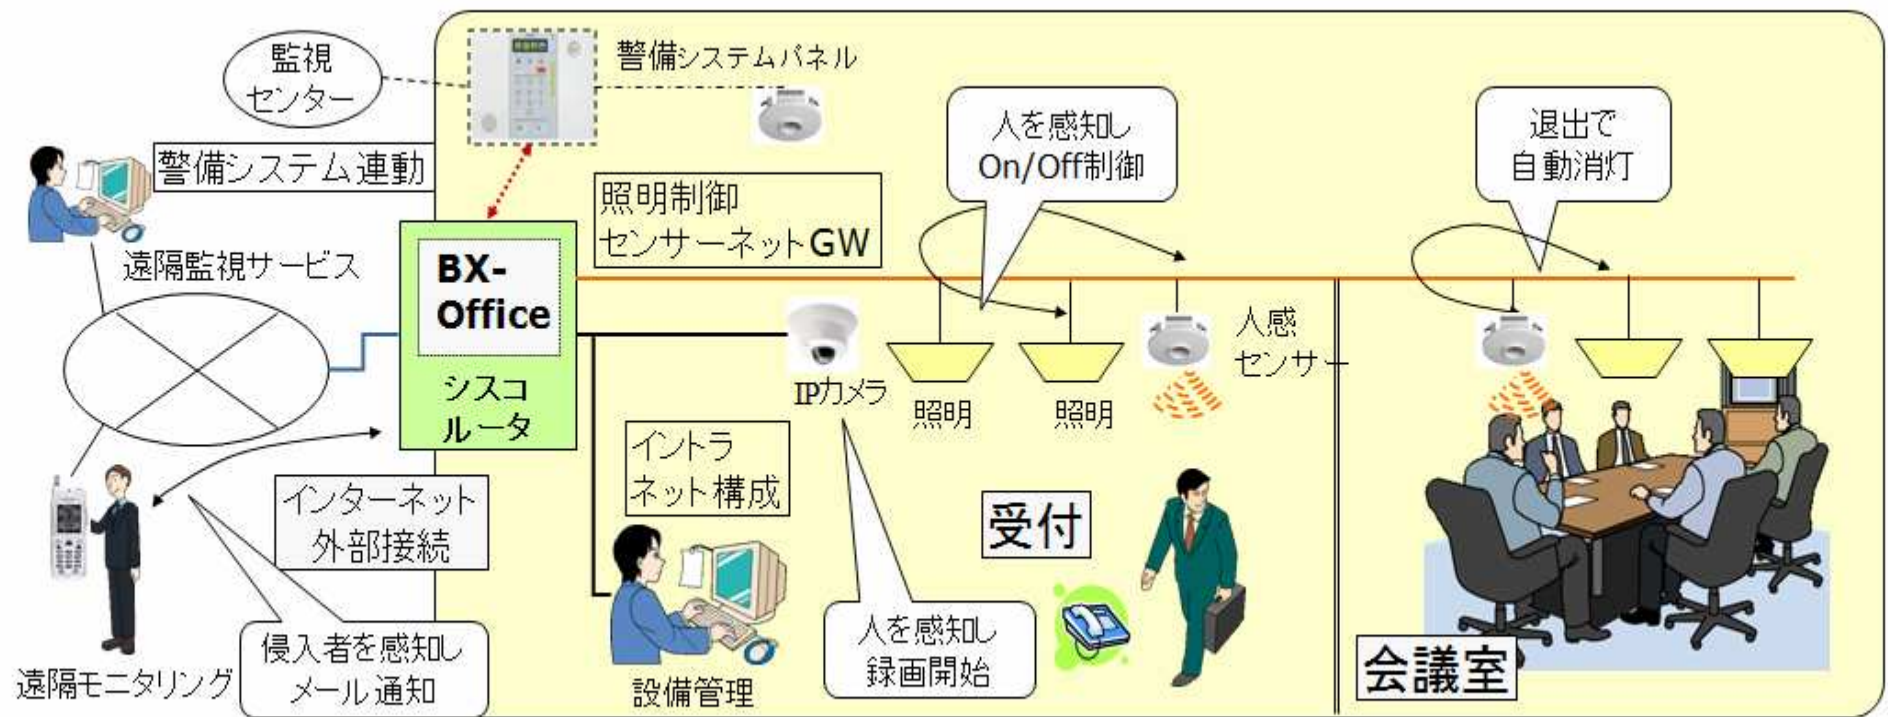 監視
センター
警備システムパネル
警備システム連動
人を感知し
On/Off制御
退出で
自動消灯
照明制御
センサーネットGW
遠隔監視サービス
BX-
Office
シスコ
ルータ
IPカメラ
照明
照明
人感
センサー
イントラ
ネット構成
インターネット
外部接続
受付
遠隔モニタリング
侵入者を感知し
メール通知
設備管理
人を感知し
録画開始
会議室